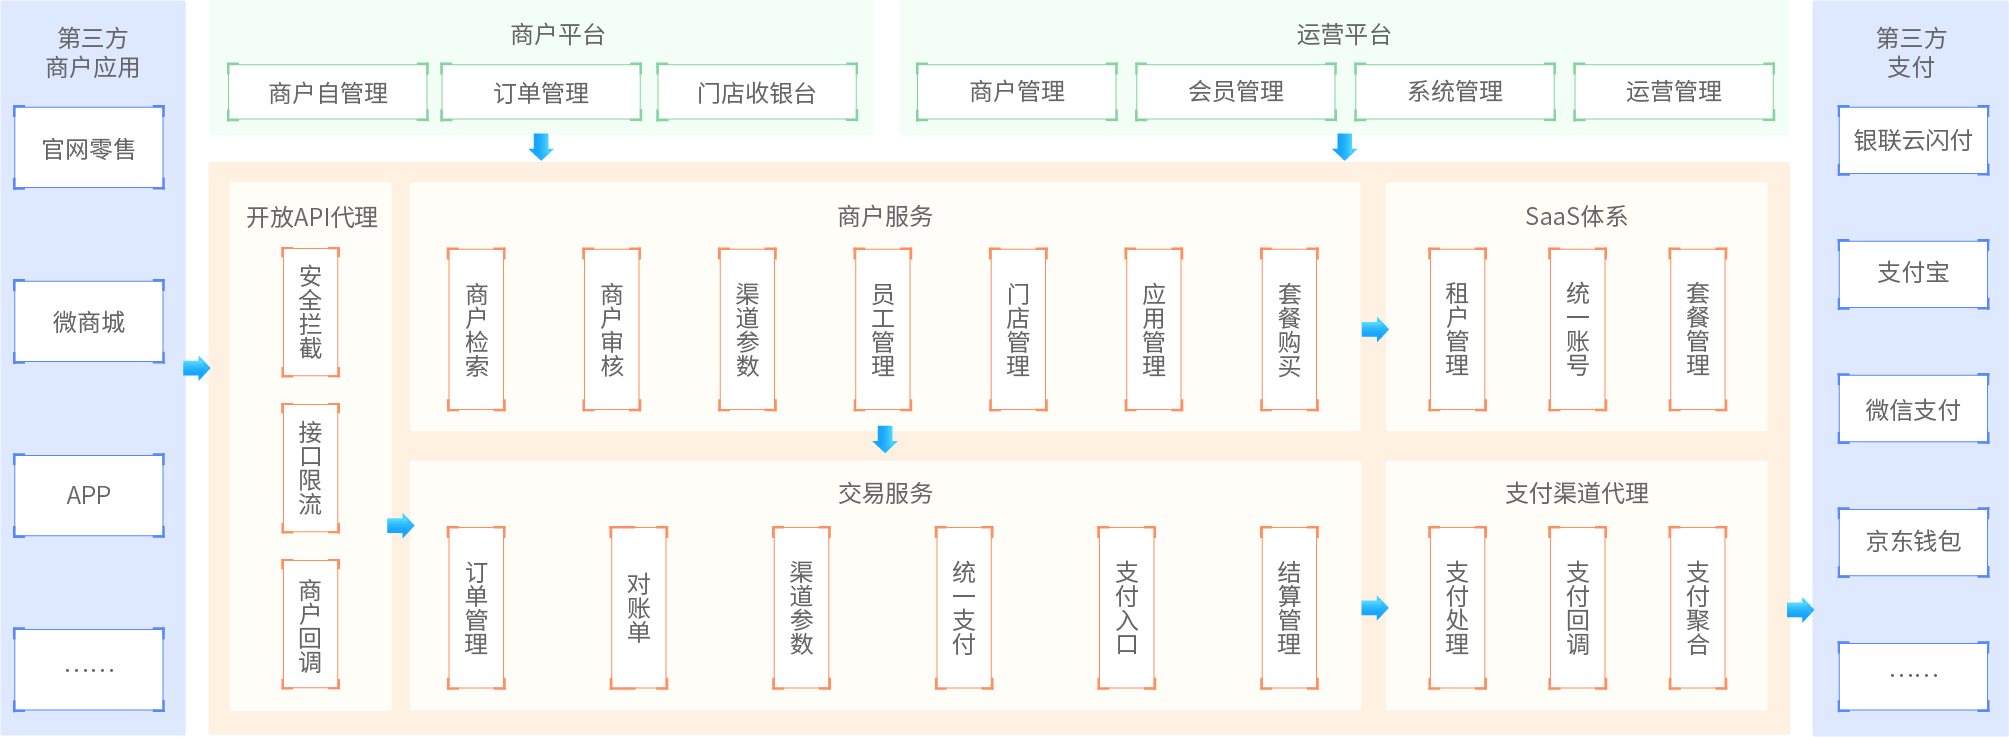 第三方
商户应用
官网零售
微商城
APP
……
商户平台
商户自管理
订单管理
门店收银台
运营平台
商户管理
会员管理
系统管理
运营管理
开放API代理
安全拦截
接口限流
商户回调
商户服务
商户检索
商户审核
渠道参数
员工管理
门店管理
应用管理
套餐购买
SaaS体系
租户管理
统一账号
套餐管理
交易服务
订单管理
对账单
渠道参数
统一支付
支付入口
结算管理
支付渠道代理
支付处理
支付回调
支付聚合
第三方
支付
银联云闪付
支付宝
微信支付
京东钱包
……